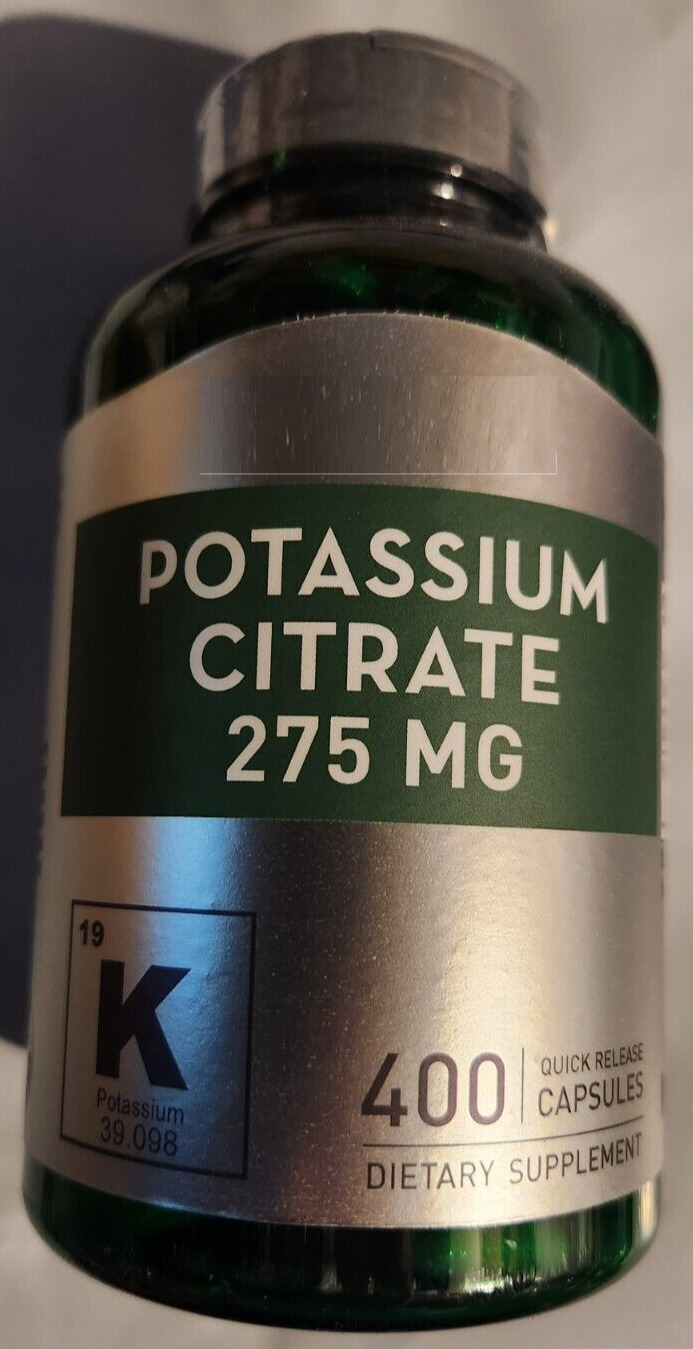 POTASSIUM
CITRATE
275 MG
19
K
Potassium
39.098
400
QUICK RELEASE
CAPSULES
DIETARY SUPPLEMENT